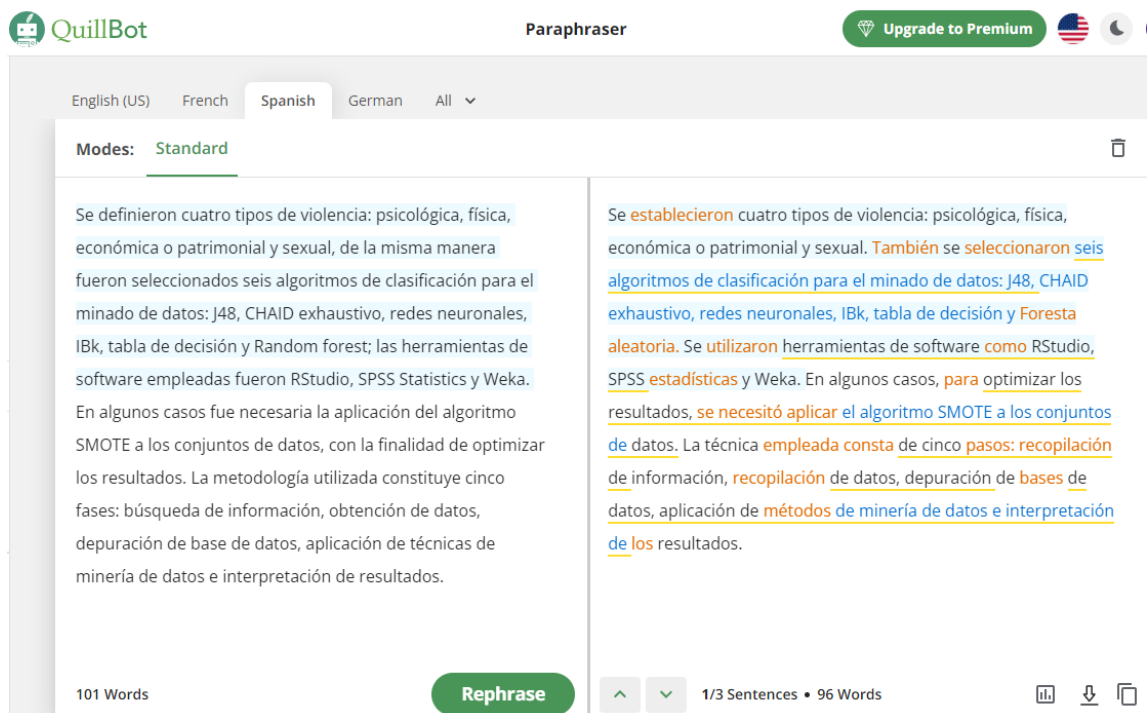 QuillBot
Paraphraser
Upgrade to Premium
English (US) French Spanish German All
Modes: Standard
Se definieron cuatro tipos de violencia: psicológica, física,
económica o patrimonial y sexual, de la misma manera
fueron seleccionados seis algoritmos de clasificación para el
minado de datos: J48, CHAID exhaustivo, redes neuronales,
IBk, tabla de decisión y Random forest; las herramientas de
software empleadas fueron RStudio, SPSS Statistics y Weka.
En algunos casos fue necesaria la aplicación del algoritmo
SMOTE a los conjuntos de datos, con la finalidad de optimizar
los resultados. La metodología utilizada constituye cinco
fases: búsqueda de información, obtención de datos,
depuración de base de datos, aplicación de técnicas de
minería de datos e interpretación de resultados.
101 Words
Rephrase
Se establecieron cuatro tipos de violencia: psicológica, física,
económica o patrimonial y sexual. También se seleccionaron seis
algoritmos de clasificación para el minado de datos: J48, CHAID
exhaustivo, redes neuronales, IBk, tabla de decisión y Foresta
aleatoria. Se utilizaron herramientas de software como RStudio,
SPSS estadísticas y Weka. En algunos casos, para optimizar los
resultados, se necesitó aplicar el algoritmo SMOTE a los conjuntos
de datos. La técnica empleada consta de cinco pasos: recopilación
de información, recopilación de datos, depuración de bases de
datos, aplicación de métodos de minería de datos e interpretación
de los resultados.
1/3 Sentences • 96 Words